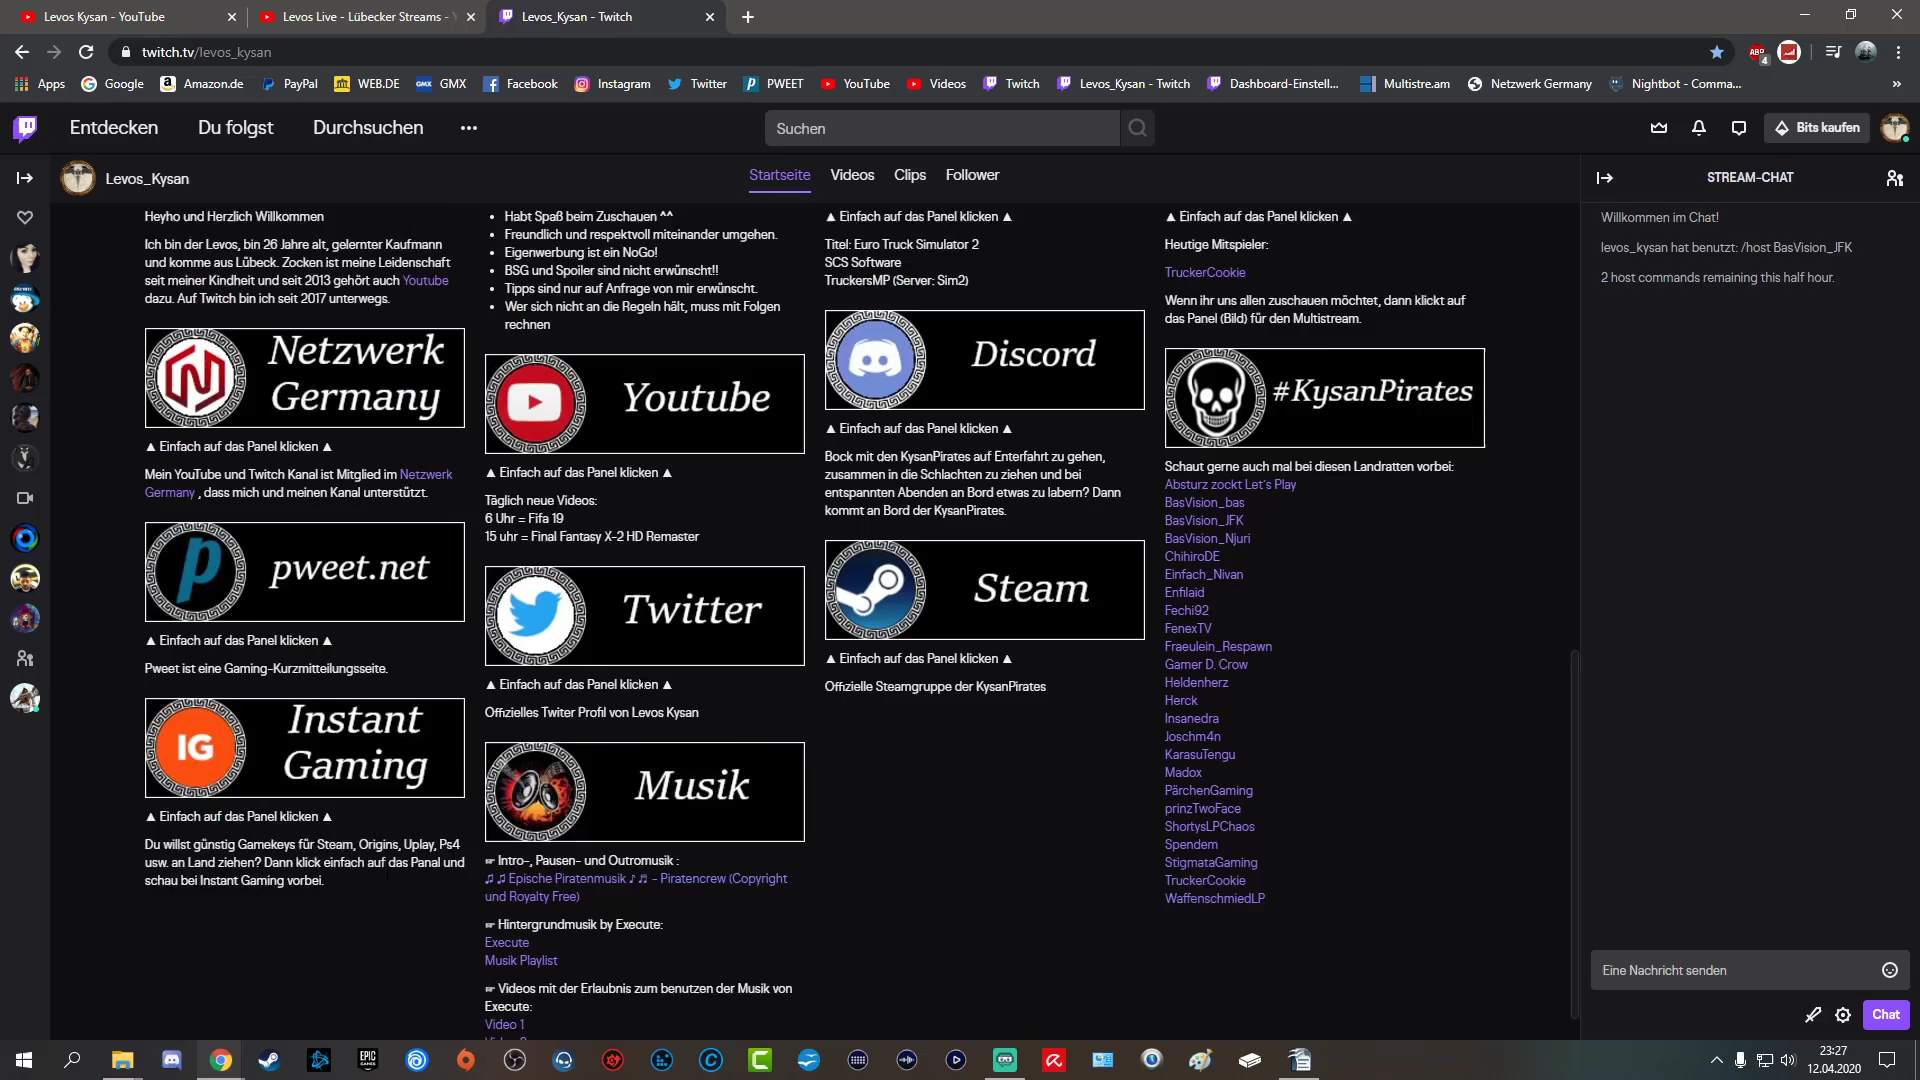 Levos Kysan - YouTube
Levos Live - Lübecker Streams - Y
Levos_Kysan - Twitch
twitch.tv/levos_kysan
ABP
4
Apps
Google
Amazon.de
PayPal
WEB.DE
GMX
Facebook
Instagram
Twitter
PWEET
YouTube
Videos
Twitch
Levos_Kysan - Twitch
Dashboard-Einstell...
Multistre.am
Netzwerk Germany
Nightbot - Comma...
Entdecken
Du folgst
Durchsuchen
Suchen
Bits kaufen
Levos_Kysan
Startseite
Videos
Clips
Follower
STREAM-CHAT
Heyho und Herzlich Willkommen
Ich bin der Levos, bin 26 Jahre alt, gelernter Kaufmann
und komme aus Lübeck. Zocken ist meine Leidenschaft
seit meiner Kindheit und seit 2013 gehört auch Youtube
dazu. Auf Twitch bin ich seit 2017 unterwegs.
Netzwerk
Germany
▲ Einfach auf das Panel klicken ▲
Mein YouTube und Twitch Kanal ist Mitglied im Netzwerk
Germany , dass mich und meinen Kanal unterstützt.
p
pweet.net
▲ Einfach auf das Panel klicken ▲
Pweet ist eine Gaming-Kurzmitteilungsseite.
IG
Instant
Gaming
▲ Einfach auf das Panel klicken ▲
Du willst günstig Gamekeys für Steam, Origins, Uplay, Ps4
usw. an Land ziehen? Dann klick einfach auf das Panal und
schau bei Instant Gaming vorbei.
• Habt Spaß beim Zuschauen ^^
• Freundlich und respektvoll miteinander umgehen.
• Eigenwerbung ist ein NoGo!
• BSG und Spoiler sind nicht erwünscht!!
• Tipps sind nur auf Anfrage von mir erwünscht.
• Wer sich nicht an die Regeln hält, muss mit Folgen
rechnen
Youtube
▲ Einfach auf das Panel klicken ▲
Täglich neue Videos:
6 Uhr = Fifa 19
15 uhr = Final Fantasy X-2 HD Remaster
Twitter
▲ Einfach auf das Panel klicken ▲
Offizielles Twiter Profil von Levos Kysan
Musik
☛ Intro-, Pausen- und Outromusik :
♫ ♫ Epische Piratenmusik ♪ ♬ - Piratencrew (Copyright
und Royalty Free)
☛ Hintergrundmusik by Execute:
Execute
Musik Playlist
☛ Videos mit der Erlaubnis zum benutzen der Musik von
Execute:
Video 1
▲ Einfach auf das Panel klicken ▲
Titel: Euro Truck Simulator 2
SCS Software
TruckersMP (Server: Sim2)
Discord
▲ Einfach auf das Panel klicken ▲
Bock mit den KysanPirates auf Enterfahrt zu gehen,
zusammen in die Schlachten zu ziehen und bei
entspannten Abenden an Bord etwas zu labern? Dann
kommt an Bord der KysanPirates.
Steam
▲ Einfach auf das Panel klicken ▲
Offizielle Steamgruppe der KysanPirates
▲ Einfach auf das Panel klicken ▲
Heutige Mitspieler:
TruckerCookie
Wenn ihr uns allen zuschauen möchtet, dann klickt auf
das Panel (Bild) für den Multistream.
#KysanPirates
Schaut gerne auch mal bei diesen Landratten vorbei:
Absturz zockt Let´s Play
BasVision_bas
BasVision_JFK
BasVision_Njuri
ChihiroDE
Einfach_Nivan
Enfilaid
Fechi92
FenexTV
Fraeulein_Respawn
Gamer D. Crow
Heldenherz
Herck
Insanedra
Joschm4n
KarasuTengu
Madox
PärchenGaming
prinzTwoFace
ShortysLPChaos
Spendem
StigmataGaming
TruckerCookie
WaffenschmiedLP
Willkommen im Chat!
levos_kysan hat benutzt: /host BasVision_JFK
2 host commands remaining this half hour.
Eine Nachricht senden
Chat
EPIC
GAMES
23:27
12.04.2020